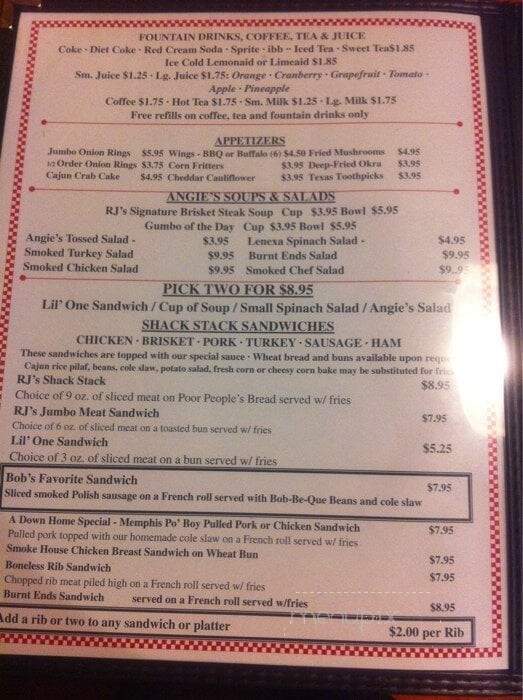 FOUNTAIN DRINKS, COFFEE, TEA & JUICE
Coke · Diet Coke · Red Cream Soda · Sprite · ibb ~ Iced Tea · Sweet Tea$1.85
Ice Cold Lemonaid or Limeaid $1.85
Sm. Juice $1.25 · Lg. Juice $1.75: Orange · Cranberry · Grapefruit · Tomato ·
Apple · Pineapple
Coffee $1.75 · Hot Tea $1.75 · Sm. Milk $1.25 · Lg. Milk $1.75
Free refills on coffee, tea and fountain drinks only
APPETIZERS
Jumbo Onion Rings $5.95 Wings - BBQ or Buffalo (6) $4.50 Fried Mushrooms $4.95
1/2 Order Onion Rings $3.75 Corn Fritters $3.95 Deep-Fried Okra $3.95
Cajun Crab Cake $4.95 Cheddar Cauliflower $3.95 Texas Toothpicks $3.95
ANGIE'S SOUPS & SALADS
RJ's Signature Brisket Steak Soup Cup $3.95 Bowl $5.95
Gumbo of the Day Cup $3.95 Bowl $5.95
Angie's Tossed Salad - $3.95 Lenexa Spinach Salad - $4.95
Smoked Turkey Salad $9.95 Burnt Ends Salad $9.95
Smoked Chicken Salad $9.95 Smoked Chef Salad $9.95
PICK TWO FOR $8.95
Lil' One Sandwich / Cup of Soup / Small Spinach Salad / Angie's Salad
SHACK STACK SANDWICHES
CHICKEN · BRISKET · PORK · TURKEY · SAUSAGE · HAM
These sandwiches are topped with our special sauce · Wheat bread and buns available upon reque
Cajun rice pilaf, beans, cole slaw, potato salad, fresh corn or cheesy corn bake may be substituted for fries
RJ's Shack Stack $8.95
Choice of 9 oz. of sliced meat on Poor People's Bread served w/ fries
RJ's Jumbo Meat Sandwich $7.95
Choice of 6 oz. of sliced meat on a toasted bun served w/ fries
Lil' One Sandwich $5.25
Choice of 3 oz. of sliced meat on a bun served w/ fries
Bob's Favorite Sandwich $7.95
Sliced smoked Polish sausage on a French roll served with Bob-Be-Que Beans and cole slaw
A Down Home Special - Memphis Po' Boy Pulled Pork or Chicken Sandwich $7.95
Pulled pork topped with our homemade cole slaw on a French roll served w/ fries
Smoke House Chicken Breast Sandwich on Wheat Bun $7.95
Boneless Rib Sandwich $7.95
Chopped rib meat piled high on a French roll served w/ fries
Burnt Ends Sandwich served on a French roll served w/fries $8.95
Add a rib or two to any sandwich or platter $2.00 per Rib